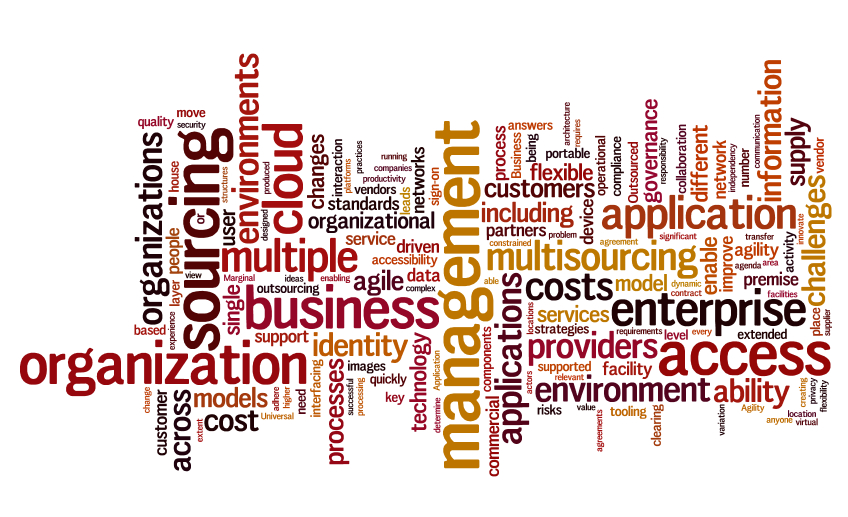 move
quality
security
organizations
house
sourcing
or
structures
environments
produced
designed
cloud
changes
interaction
platforms
practices
running
companies
productivity
vendors
leads
networks
sign-on
standards
organizational
user
people
layer
view
experience
based
multiple
service
driven
accessibility
Marginal
ideas
enabling
single
outsourcing
agile
data
complex
business
management
organization
support
identity
interfacing
images
quickly
successful
processing
processes
key
technology
Application
determine
change
customer
across
extent
models
cost
adhere
higher
Universal
need
process
answers
Business
being
architecture
requires
portable
flexible
customers
operational
compliance
Outsourced
governance
responsibility
collaboration
different
network
independency
number
communication
information
supply
vendor
including
partners
problem
constrained
device
agreement
application
significant
transfer
innovate
challenges
multisourcing
able
enable
improve
agility
agenda
area
activity
premise
facilities
costs
model
dynamic
contract
applications
locations
services
enterprise
place
supplier
strategies
requirements
level
every
extended
components
providers
access
supported
relevant
facility
actors
environment
ability
creating
privacy
flexibility
commercial
risks
value
agreements
tooling
clearing
variation
Agility
anyone
location
virtual